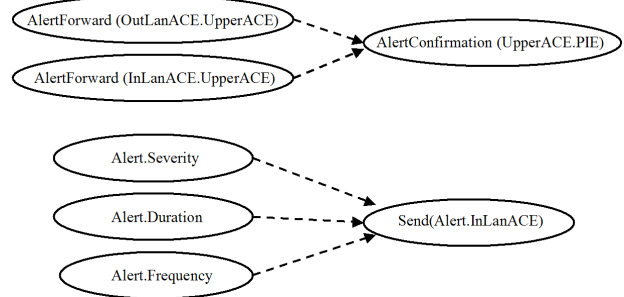 AlertForward (OutLanACE.UpperACE)
AlertConfirmation (UpperACE.PIE)
AlertForward (InLanACE.UpperACE)
Alert.Severity
Alert.Duration
Send(Alert.InLanACE)
Alert.Frequency